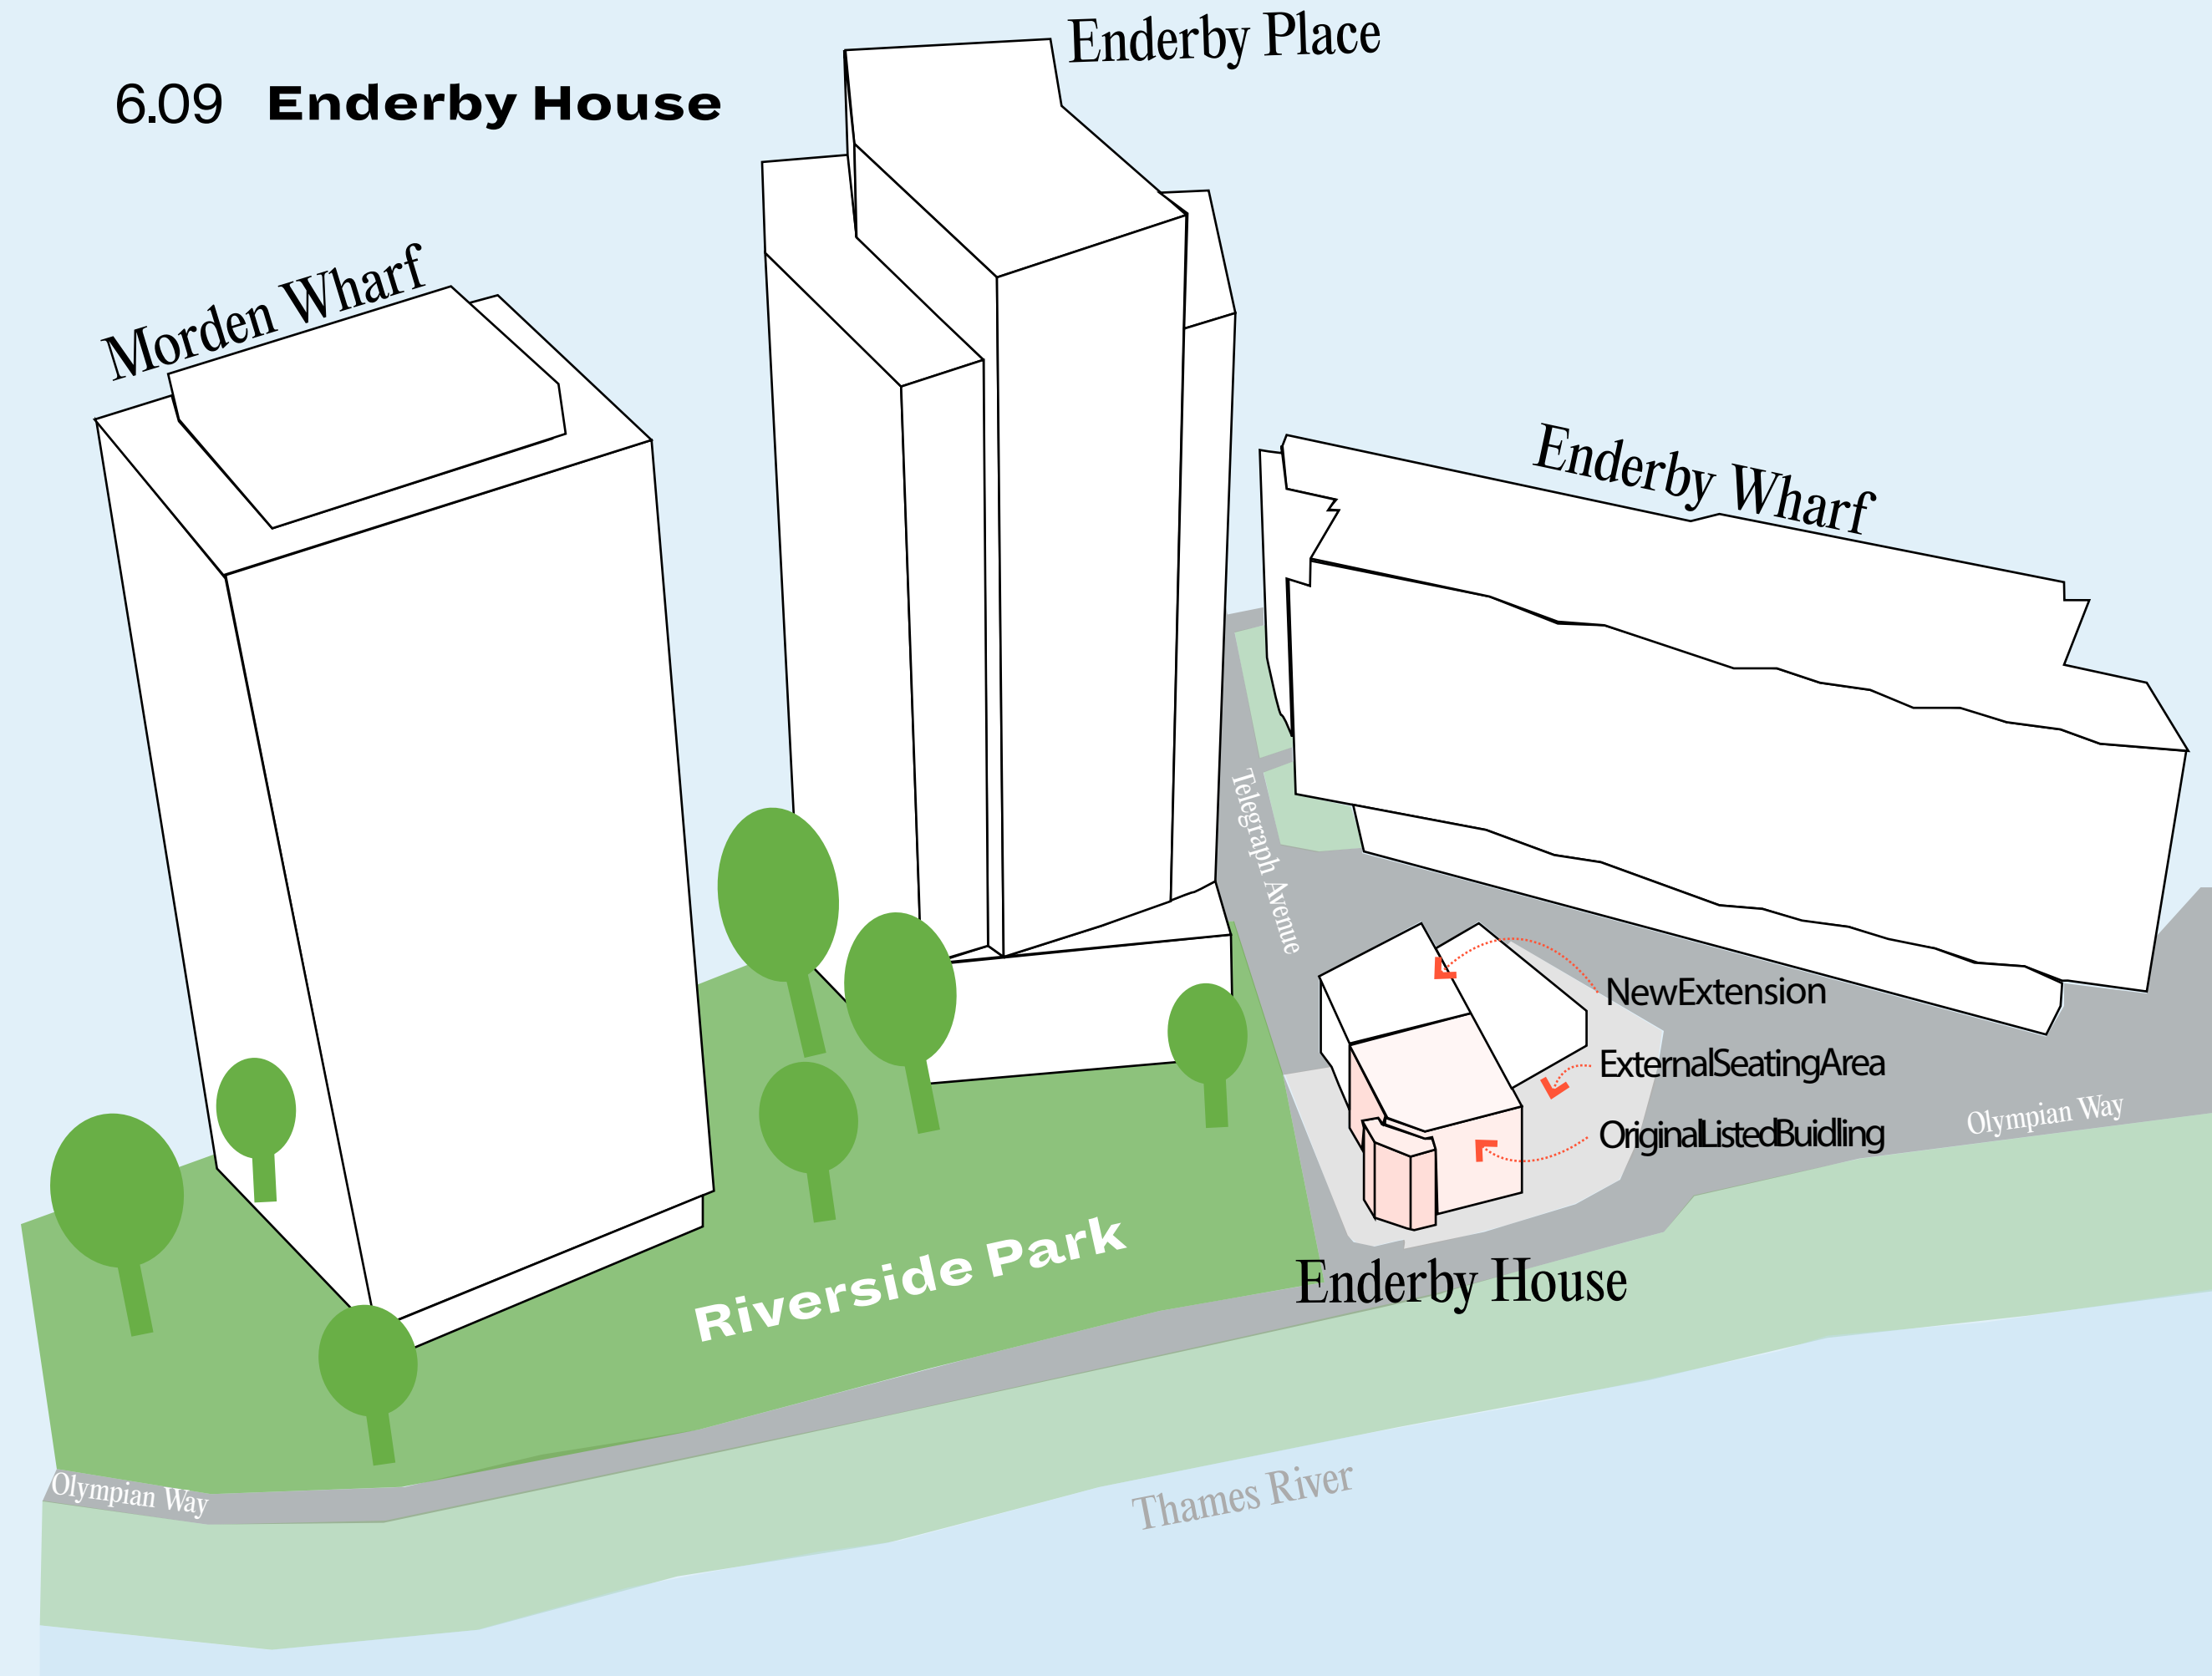 6.09 Enderby House
Enderby Place
Morden Wharf
Enderby Wharf
Telegraph Avenue
NewExtension
ExternalSeatingArea
OriginalListedBuidling
Olympian Way
Riverside Park
Enderby House
Olympian Way
Thames River